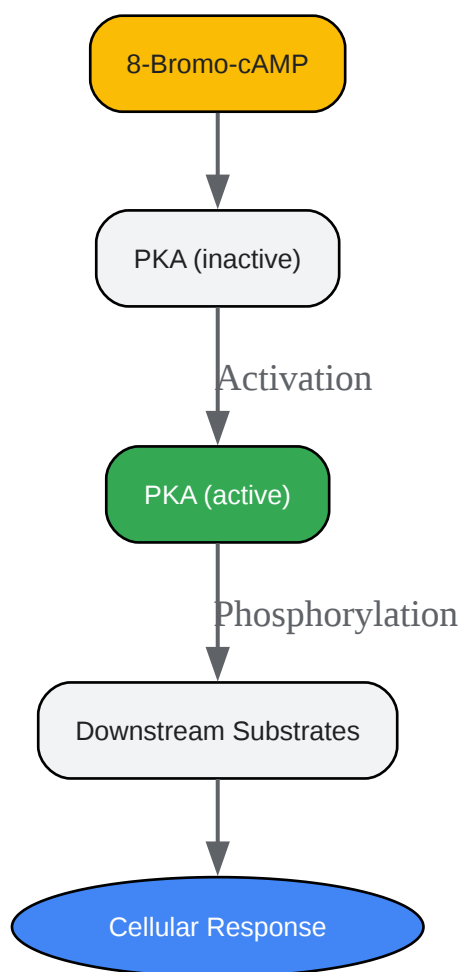 8-Bromo-cAMP
PKA (inactive)
Activation
PKA (active)
Phosphorylation
Downstream Substrates
Cellular Response